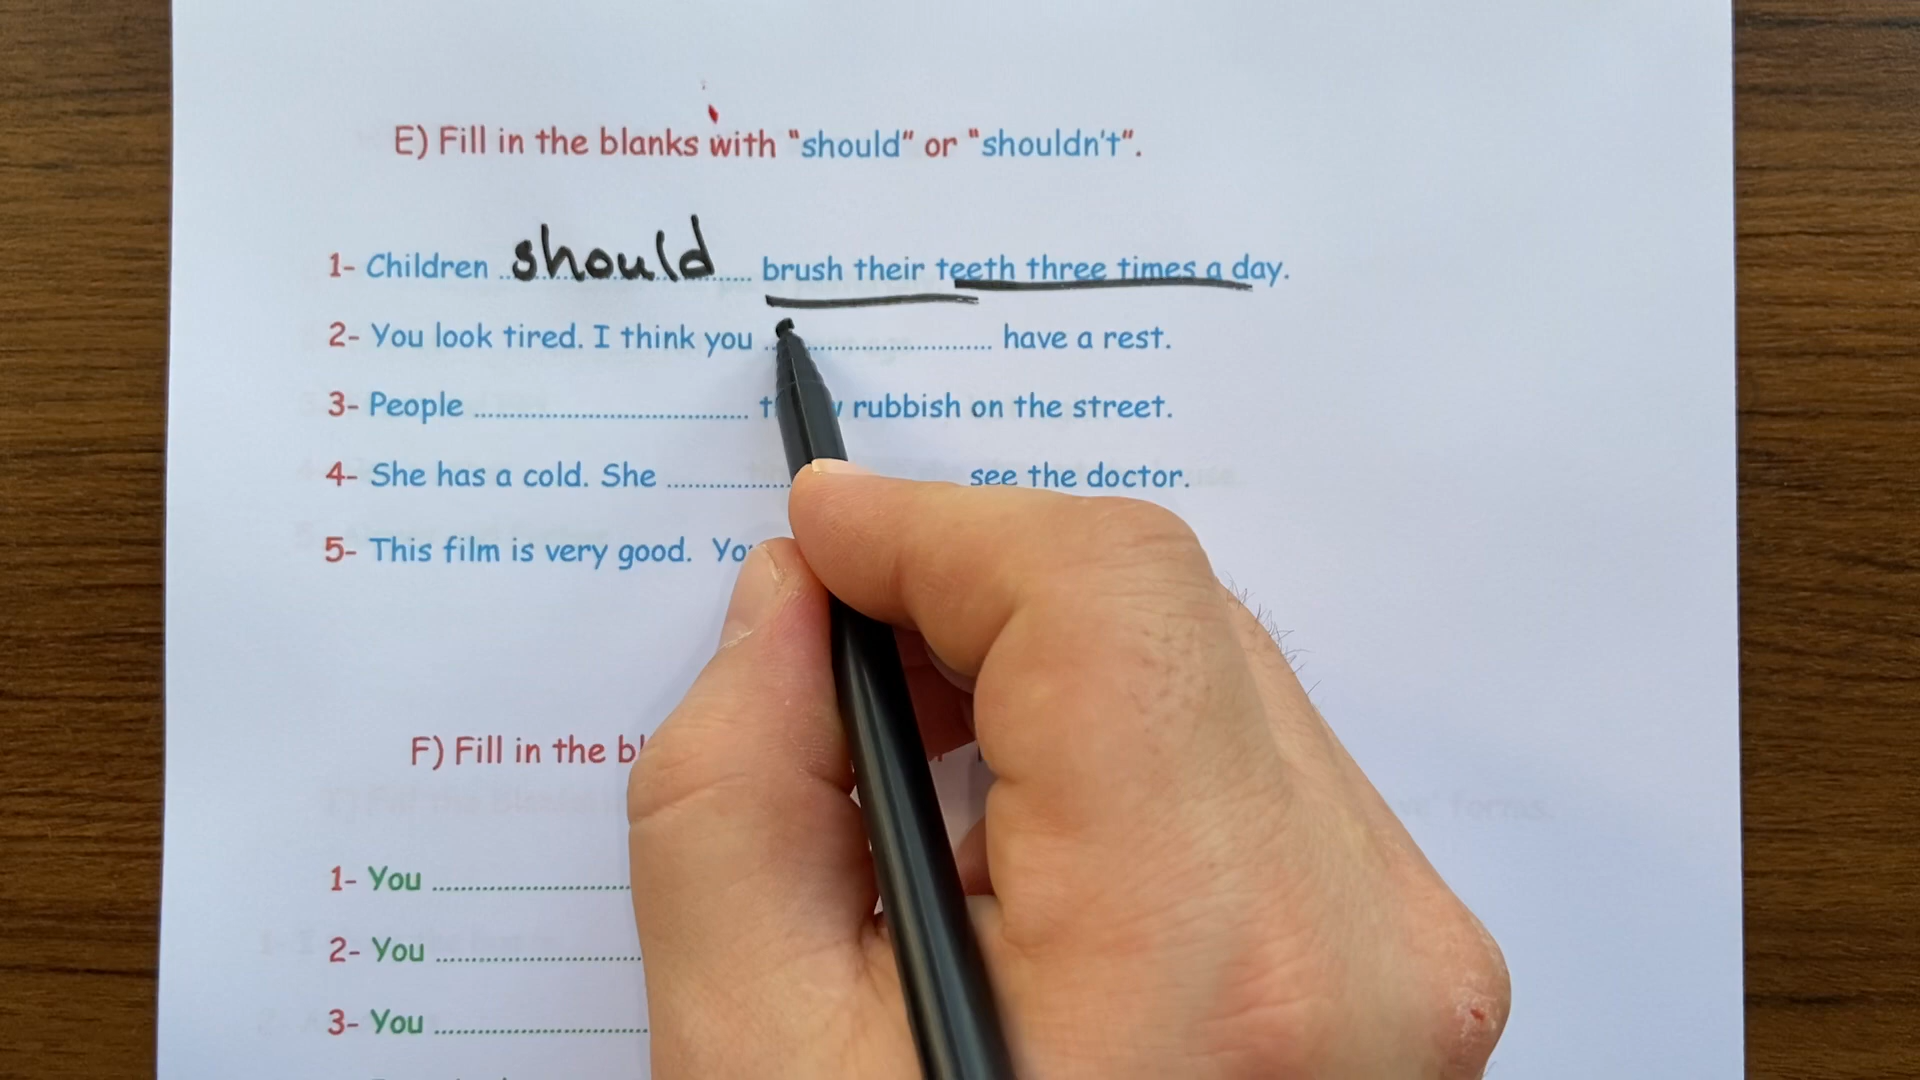 E) Fill in the blanks with "should" or "shouldn't".
1- Children should brush their teeth three times a day.
2- You look tired. I think you .......... have a rest.
3- People .......... rubbish on the street.
4- She has a cold. She .......... see the doctor.
5- This film is very good. You
F) Fill in the
1- You ..........
2- You ..........
3- You ..........